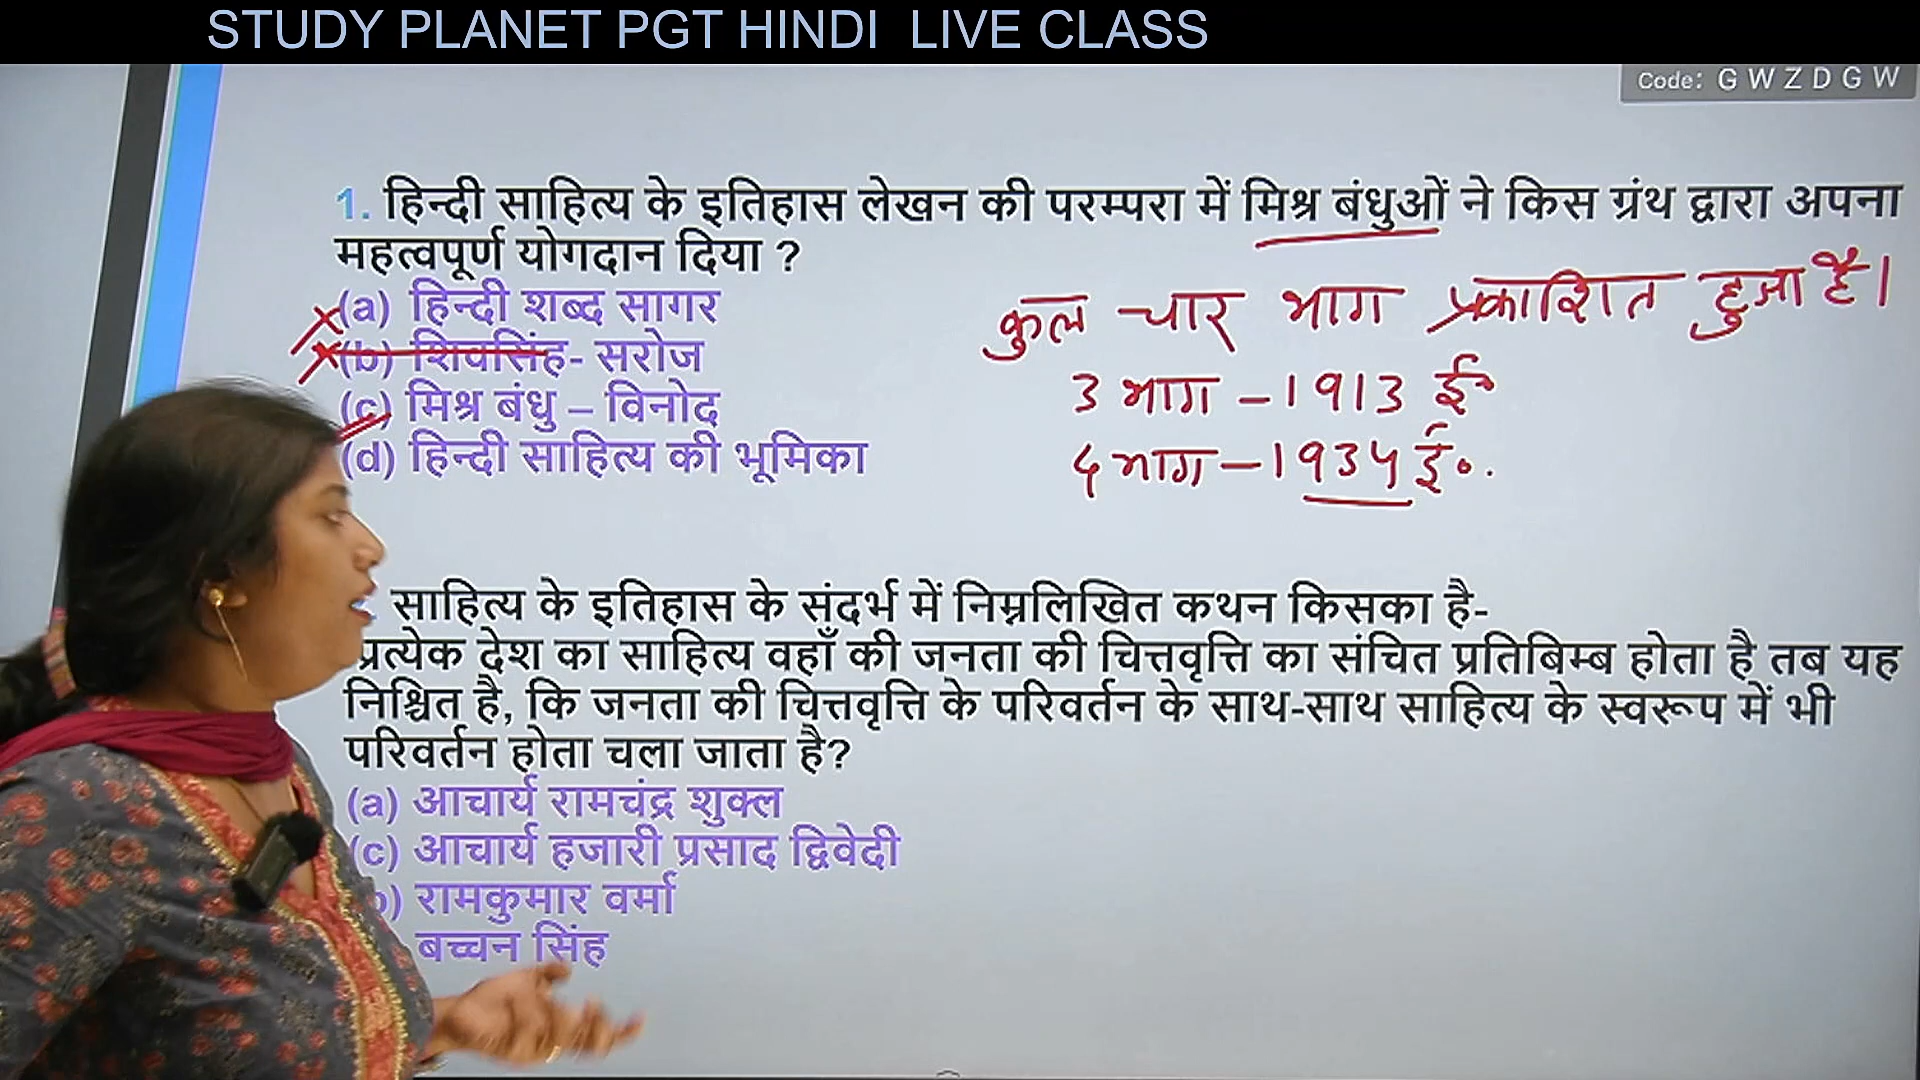 STUDY PLANET PGT HINDI LIVE CLASS
Code: G W Z D G W
1. हिन्दी साहित्य के इतिहास लेखन की परम्परा में मिश्र बंधुओं ने किस ग्रंथ द्वारा अपना
महत्वपूर्ण योगदान दिया ?
(a) हिन्दी शब्द सागर
(b) शिवसिंह- सरोज
(c) मिश्र बंधु – विनोद
(d) हिन्दी साहित्य की भूमिका
कुल चार भाग प्रकाशित हुआ है।
3 भाग – 1913 ई०
4 भाग – 1934 ई०.
साहित्य के इतिहास के संदर्भ में निम्नलिखित कथन किसका है-
प्रत्येक देश का साहित्य वहाँ की जनता की चित्तवृत्ति का संचित प्रतिबिम्ब होता है तब यह
निश्चित है, कि जनता की चित्तवृत्ति के परिवर्तन के साथ-साथ साहित्य के स्वरूप में भी
परिवर्तन होता चला जाता है?
(a) आचार्य रामचंद्र शुक्ल
(c) आचार्य हजारी प्रसाद द्विवेदी
b) रामकुमार वर्मा
बच्चन सिंह